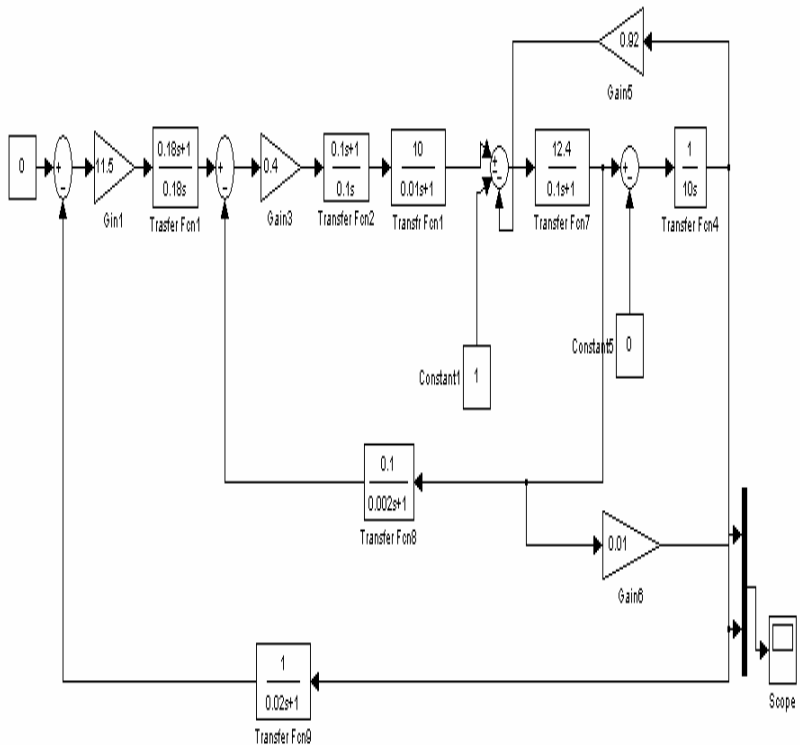 0.92
Gain5
0
+
−
11.5
Gin1
0.18s+1
0.18s
Trasfer Fcn1
+
−
0.4
Gain3
0.1s+1
0.1s
Transfer Fcn2
10
0.01s+1
Transfr Fcn1
+
−
−
12.4
0.1s+1
Transfer Fcn7
+
−
1
10s
Transfer Fcn4
Constant1
1
Constant5
0
0.1
0.002s+1
Transfer Fcn8
0.01
Gain6
1
0.02s+1
Transfer Fcn9
Scope